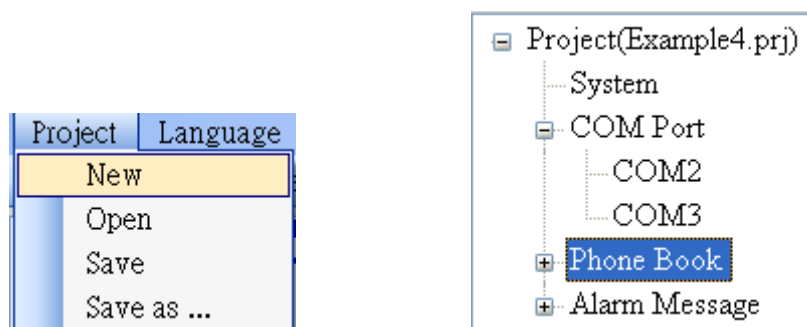 Project Language
New
Open
Save
Save as ...
Project(Example4.prj)
System
COM Port
COM2
COM3
Phone Book
Alarm Message